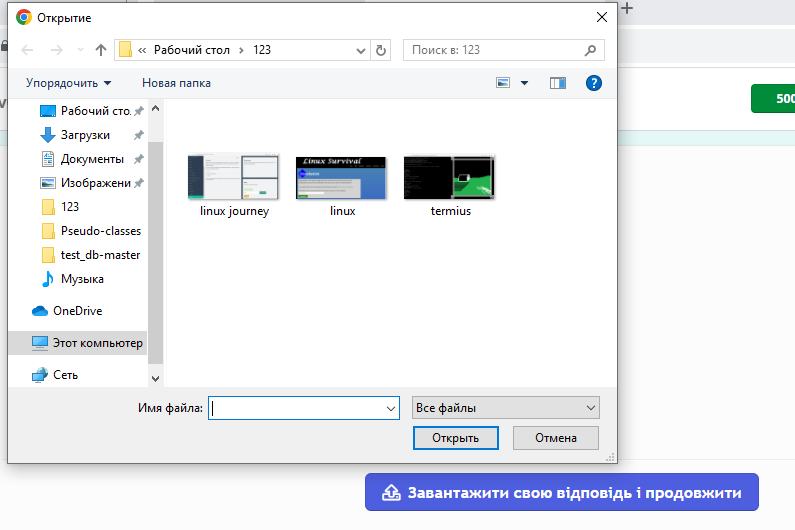 Открытие
« Рабочий стол › 123
Поиск в: 123
Упорядочить
Новая папка
500
Рабочий сто.
Загрузки
Документы
Изображени
123
Pseudo-classes
test_db-master
Музыка
OneDrive
Этот компьютер
Сеть
Linux Survival
linux journey
linux
termius
Имя файла:
Все файлы
Открыть
Отмена
Завантажити свою відповідь і продовжити